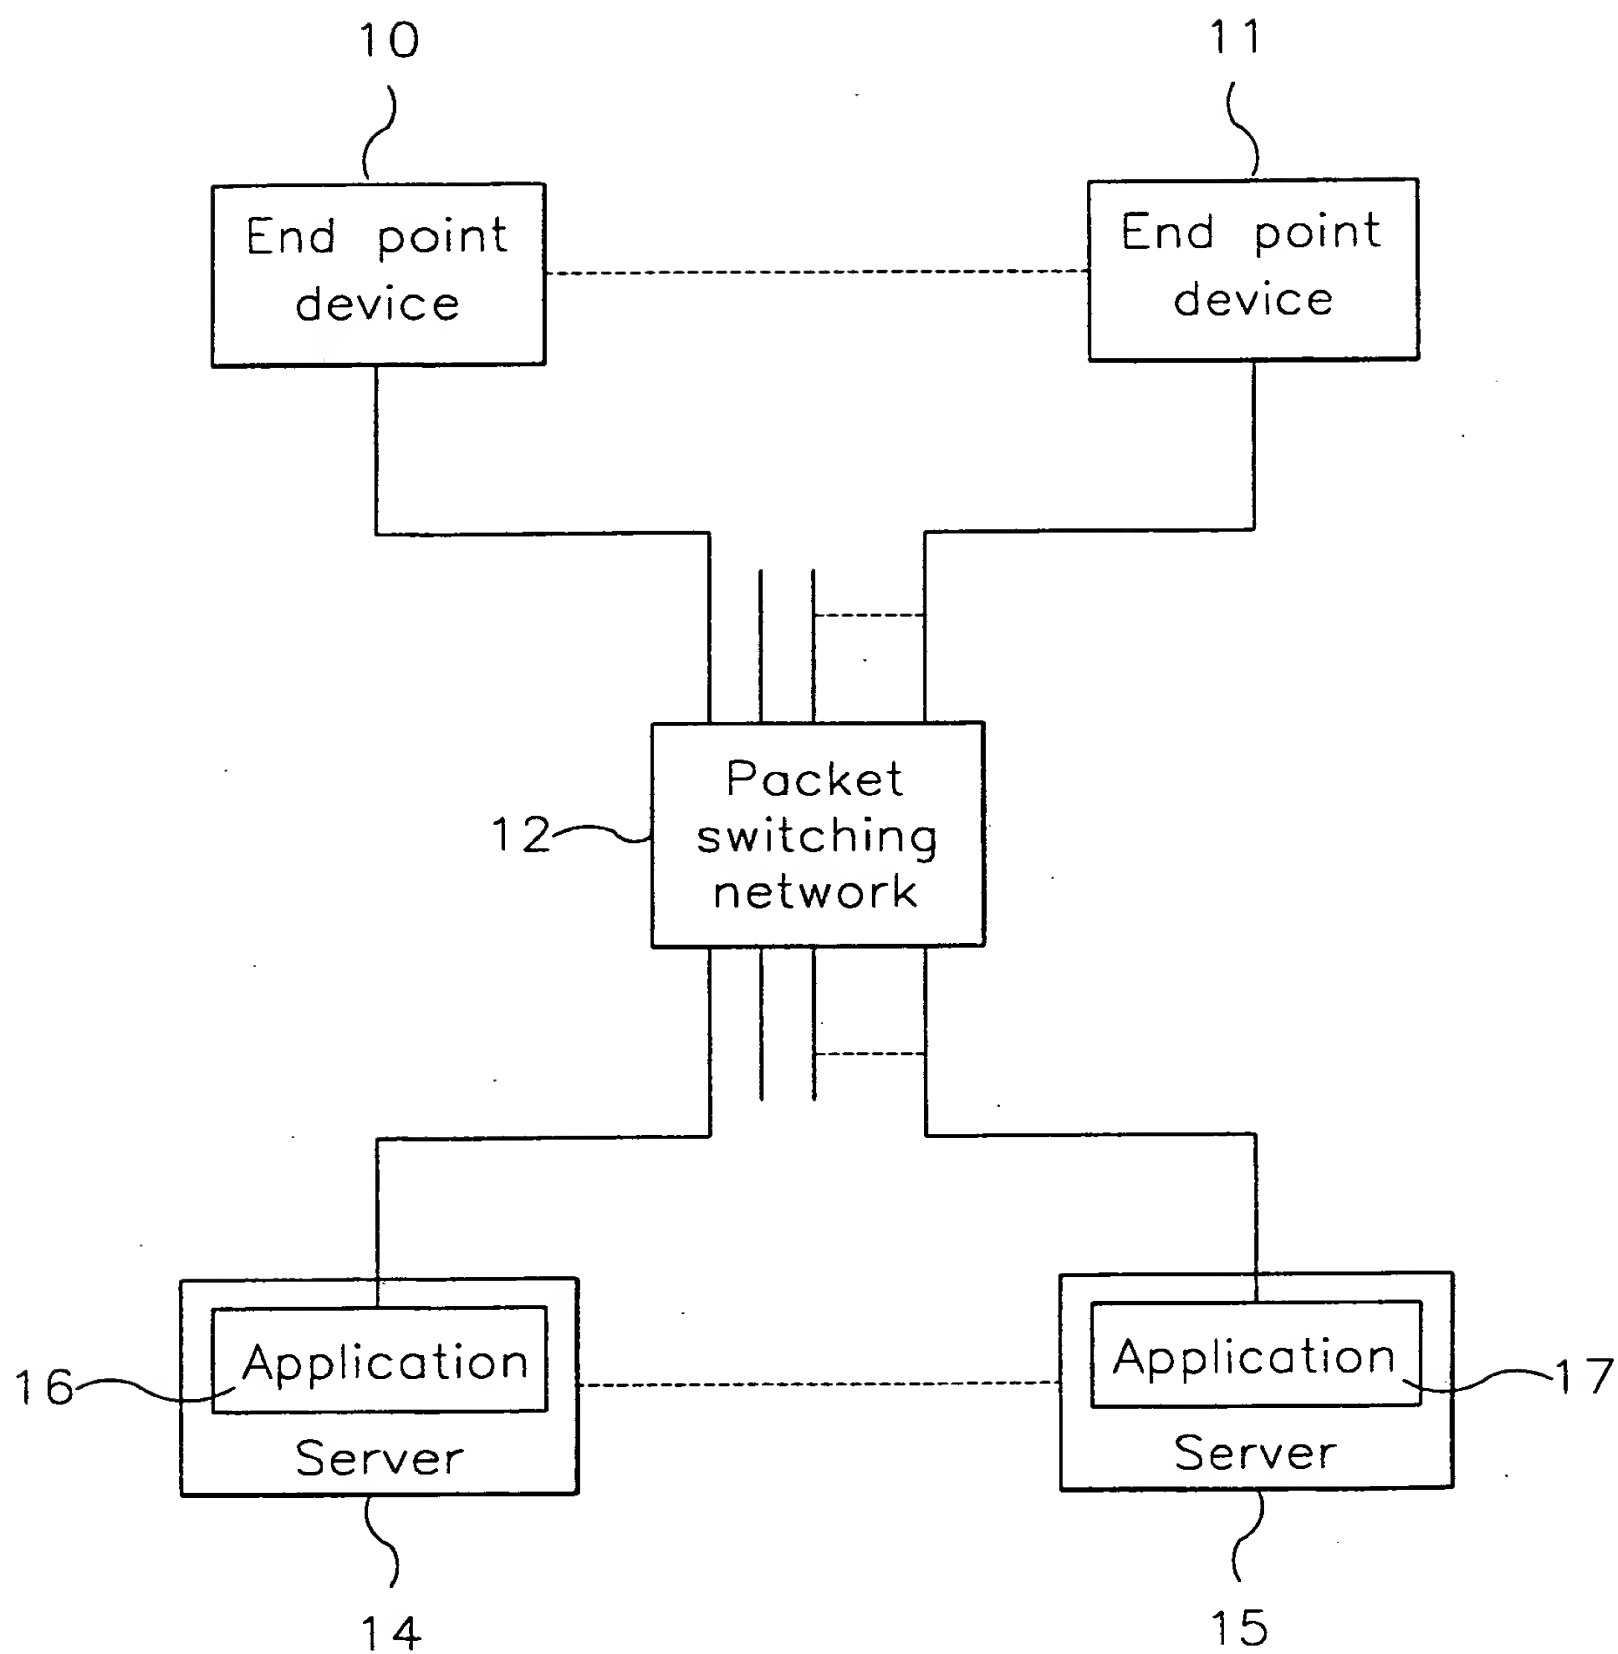 10
11
End point
device
End point
device
12
Packet
switching
network
Application
Application
16
17
Server
Server
14
15